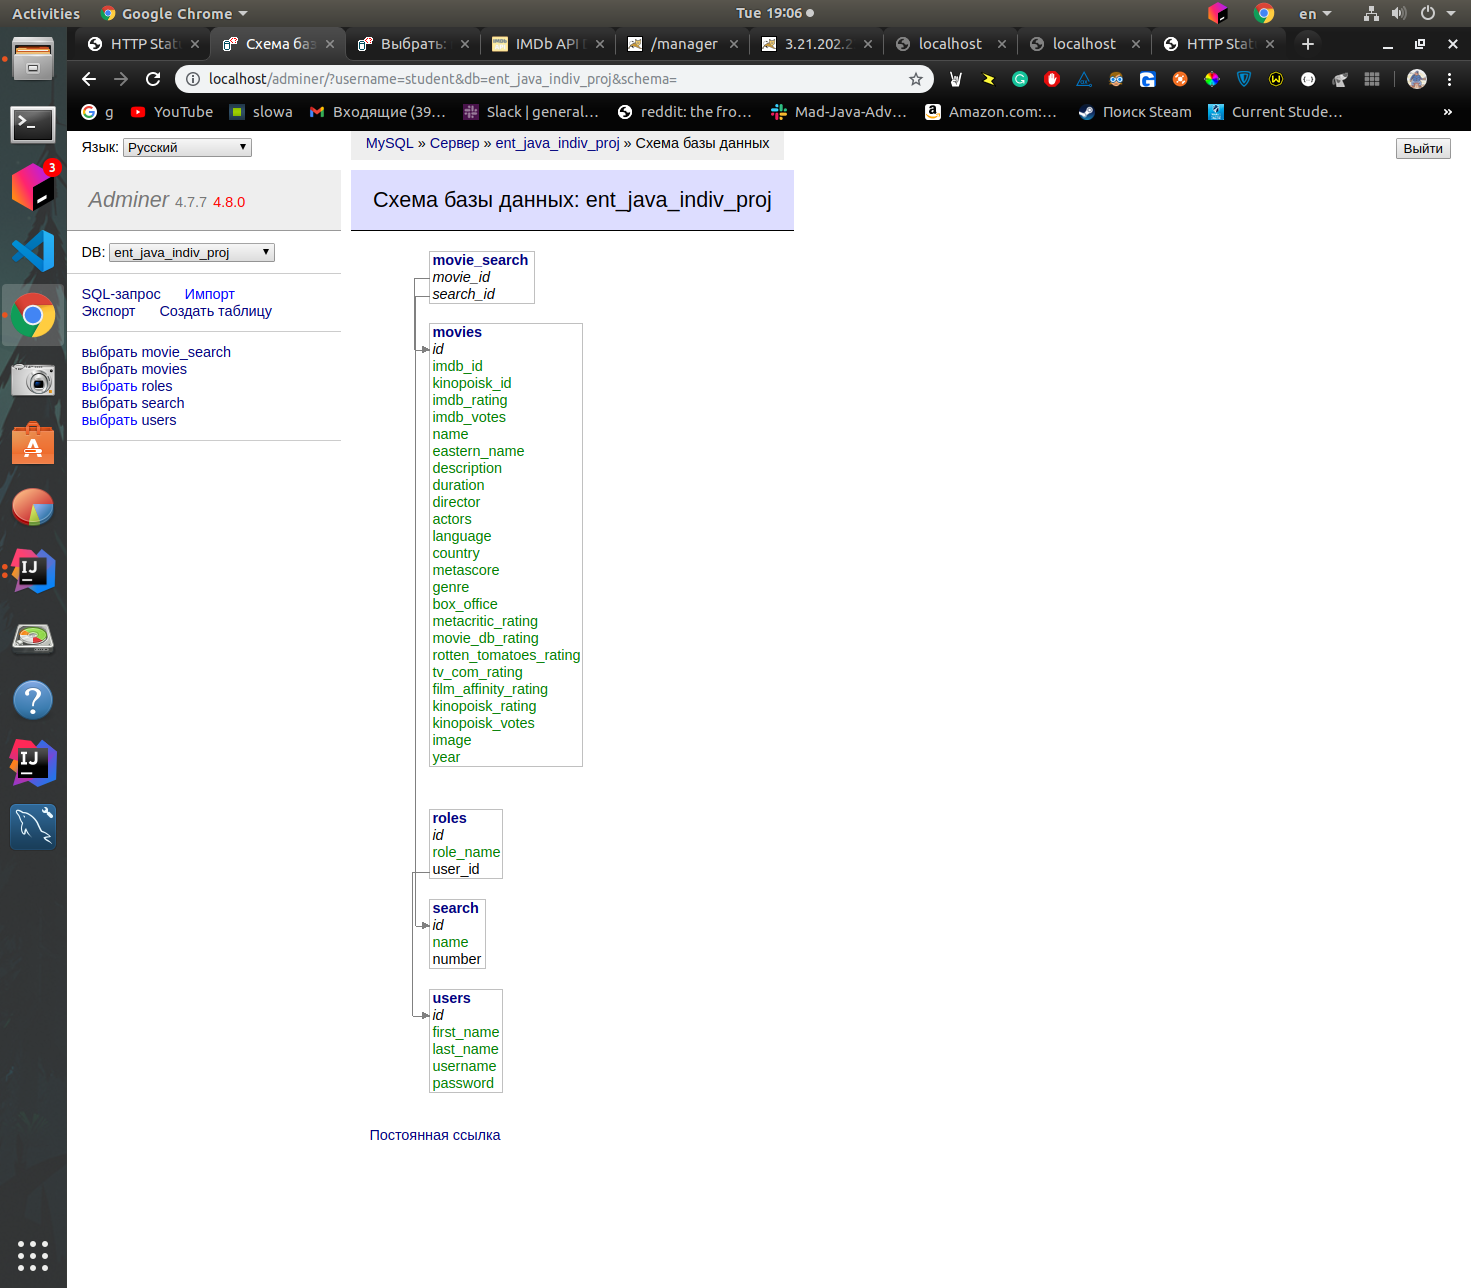 Activities Google Chrome Tue 19:06 en
HTTP Stat Схема баз Выбрать: IMDb API D /manager 3.21.202.2 localhost localhost HTTP Stat
localhost/adminer/?username=student&db=ent_java_indiv_proj&schema=
g YouTube slowa Входящие (39… Slack | general… reddit: the fro… Mad-Java-Adv… Amazon.com:… Поиск Steam Current Stude… »
Язык: Русский
MySQL » Сервер » ent_java_indiv_proj » Схема базы данных
Выйти
Adminer 4.7.7 4.8.0
Схема базы данных: ent_java_indiv_proj
DB: ent_java_indiv_proj
SQL-запрос Импорт
Экспорт Создать таблицу
выбрать movie_search
выбрать movies
выбрать roles
выбрать search
выбрать users
movie_search
movie_id
search_id
movies
id
imdb_id
kinopoisk_id
imdb_rating
imdb_votes
name
eastern_name
description
duration
director
actors
language
country
metascore
genre
box_office
metacritic_rating
movie_db_rating
rotten_tomatoes_rating
tv_com_rating
film_affinity_rating
kinopoisk_rating
kinopoisk_votes
image
year
roles
id
role_name
user_id
search
id
name
number
users
id
first_name
last_name
username
password
Постоянная ссылка
3
IJ
IJ